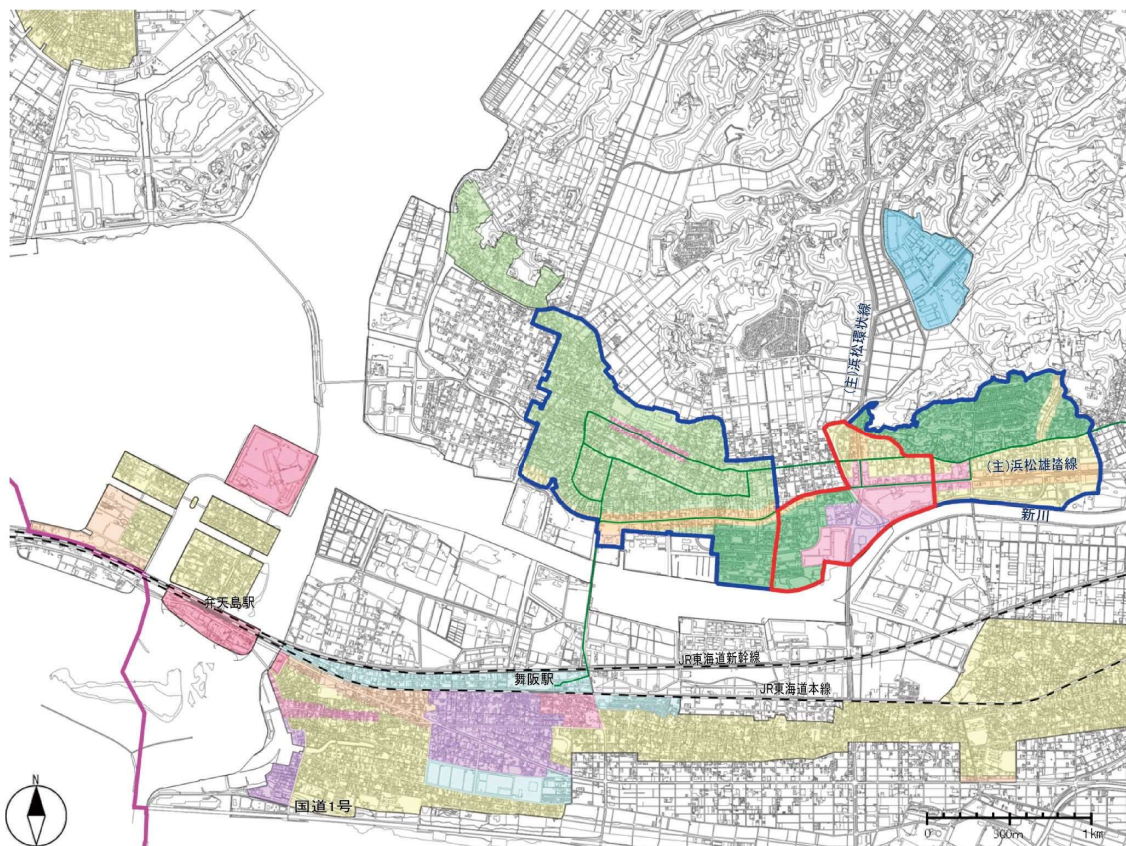 (主)浜松環状線
(主)浜松雄踏線
新川
弁天島駅
JR東海道新幹線
舞阪駅
JR東海道本線
国道1号
N
0 500m 1km